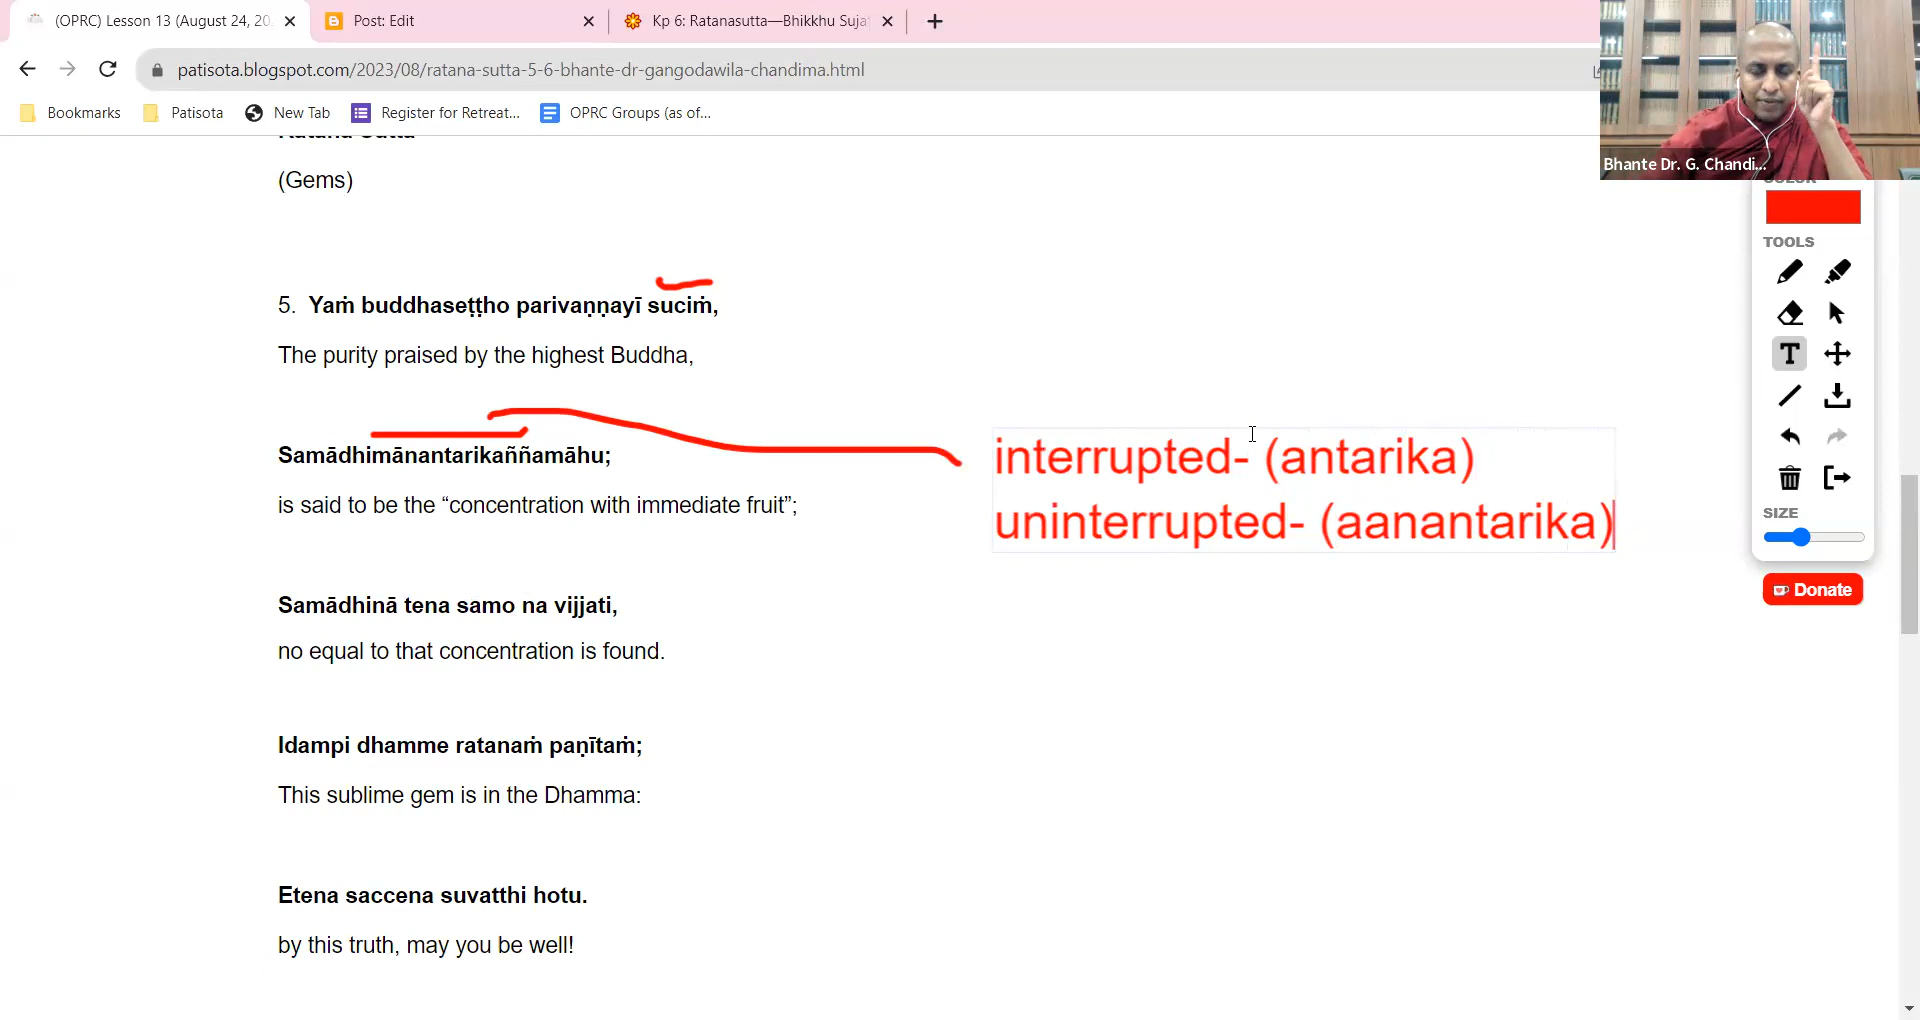 (OPRC) Lesson 13 (August 24, 20
Post: Edit
Kp 6: Ratanasutta—Bhikkhu Suja
patisota.blogspot.com/2023/08/ratana-sutta-5-6-bhante-dr-gangodawila-chandima.html
Bookmarks
Patisota
New Tab
Register for Retreat...
OPRC Groups (as of...
Bhante Dr. G. Chandi...
Ratana Sutta
(Gems)
5. Yaṁ buddhaseṭṭho parivaṇṇayī suciṁ,
The purity praised by the highest Buddha,
Samādhimānantarikaññamāhu;
is said to be the “concentration with immediate fruit”;
Samādhinā tena samo na vijjati,
no equal to that concentration is found.
Idampi dhamme ratanaṁ paṇītaṁ;
This sublime gem is in the Dhamma:
Etena saccena suvatthi hotu.
by this truth, may you be well!
interrupted- (antarika)
uninterrupted- (aanantarika)
COLOR
TOOLS
T
SIZE
Donate